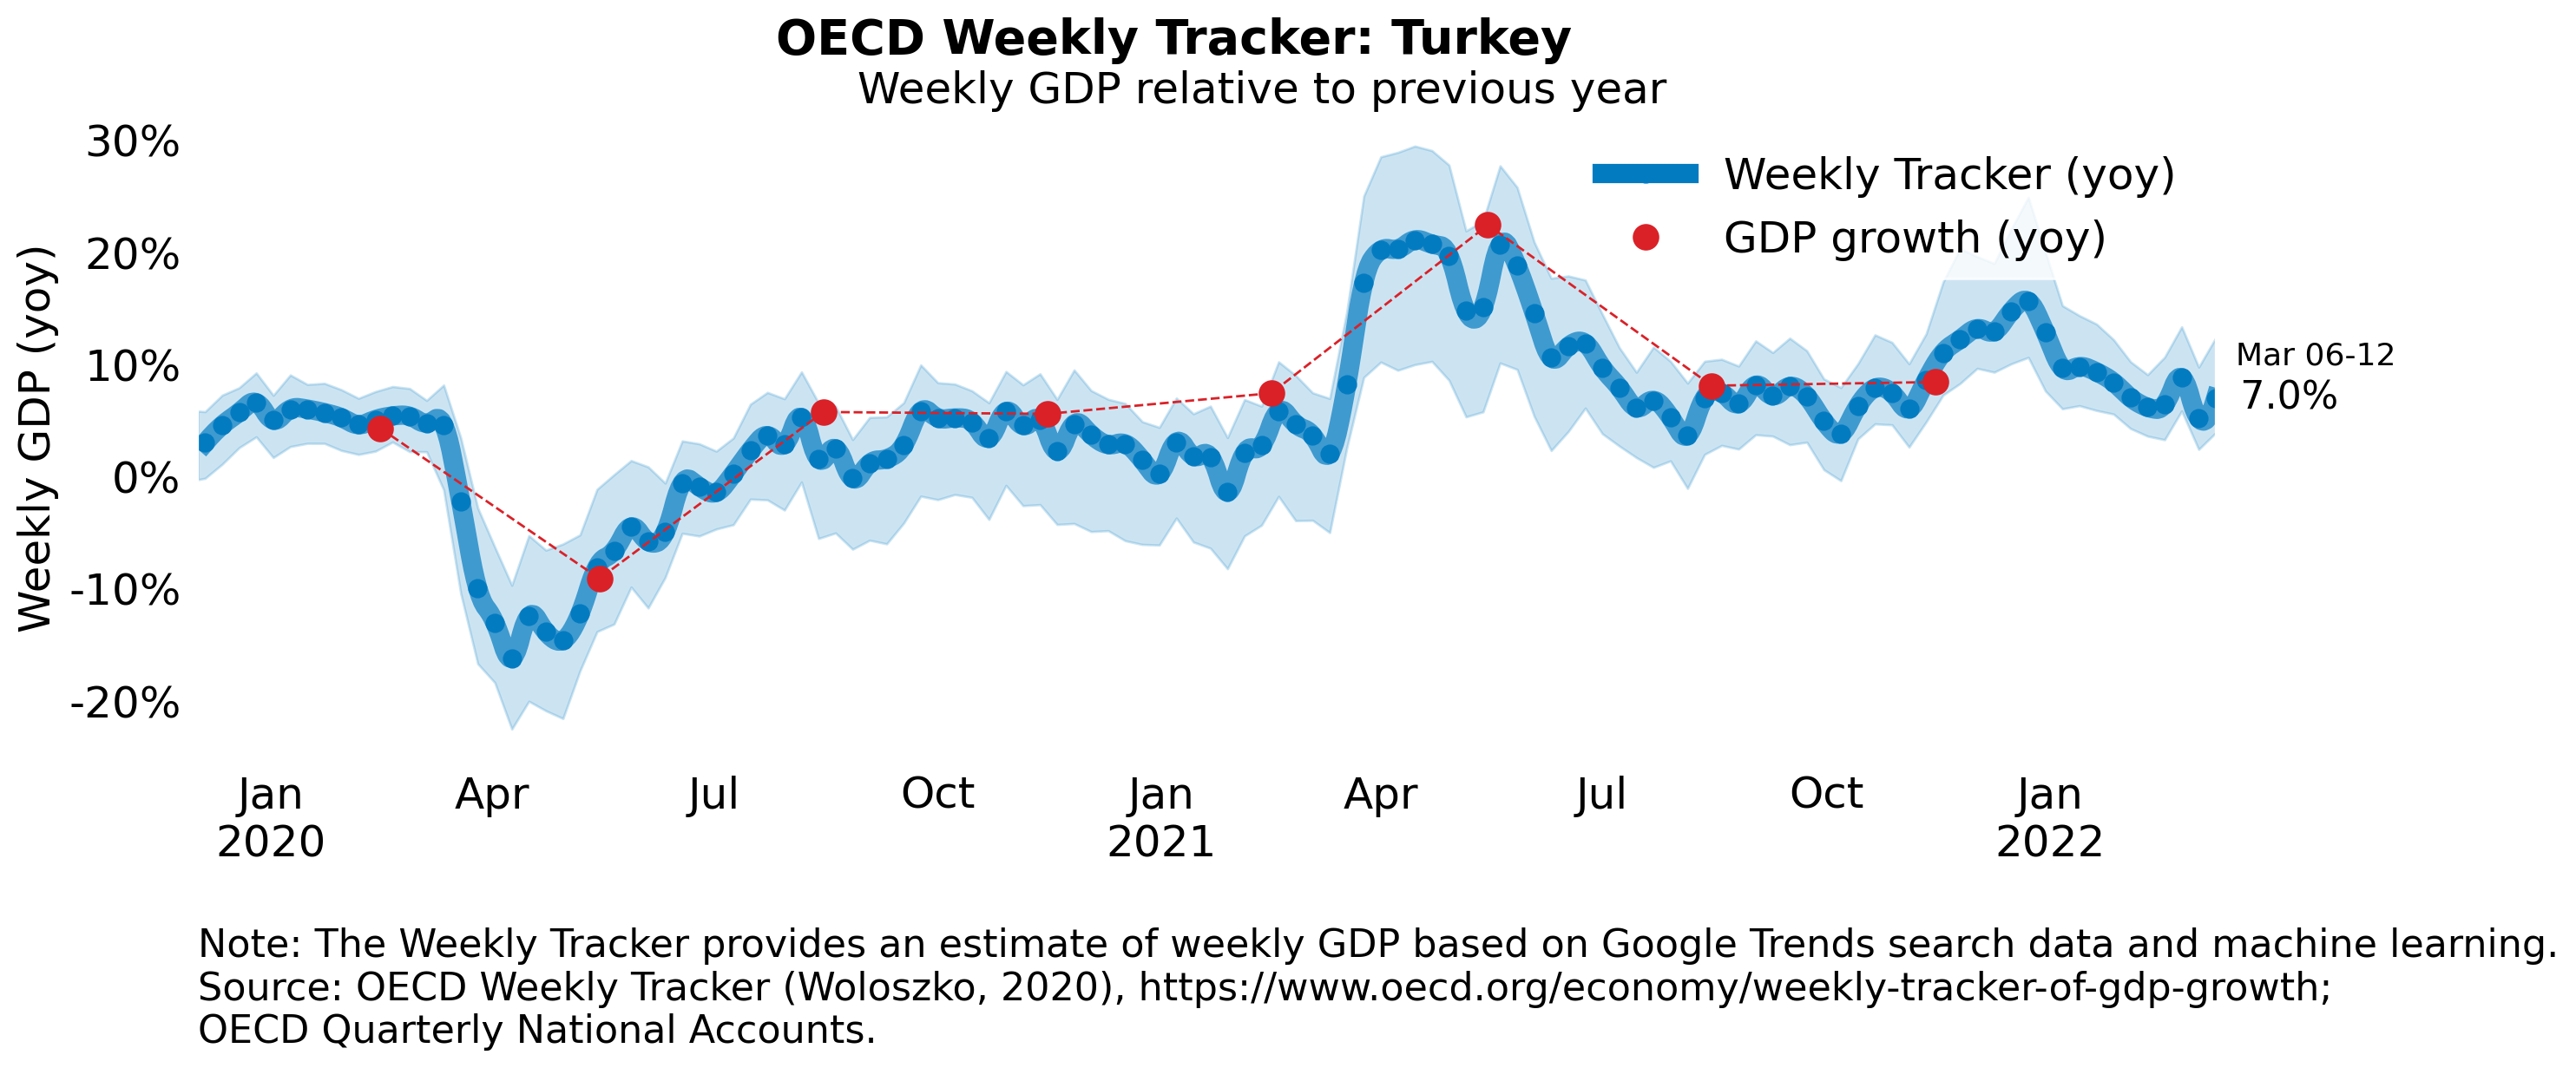 OECD Weekly Tracker: Turkey
Weekly GDP relative to previous year
Weekly GDP (yoy)
30%
20%
10%
0%
-10%
-20%
Weekly Tracker (yoy)
GDP growth (yoy)
Mar 06-12
7.0%
Jan Apr Jul Oct Jan Apr Jul Oct Jan
2020 2021 2022
Note: The Weekly Tracker provides an estimate of weekly GDP based on Google Trends search data and machine learning.
Source: OECD Weekly Tracker (Woloszko, 2020), https://www.oecd.org/economy/weekly-tracker-of-gdp-growth;
OECD Quarterly National Accounts.